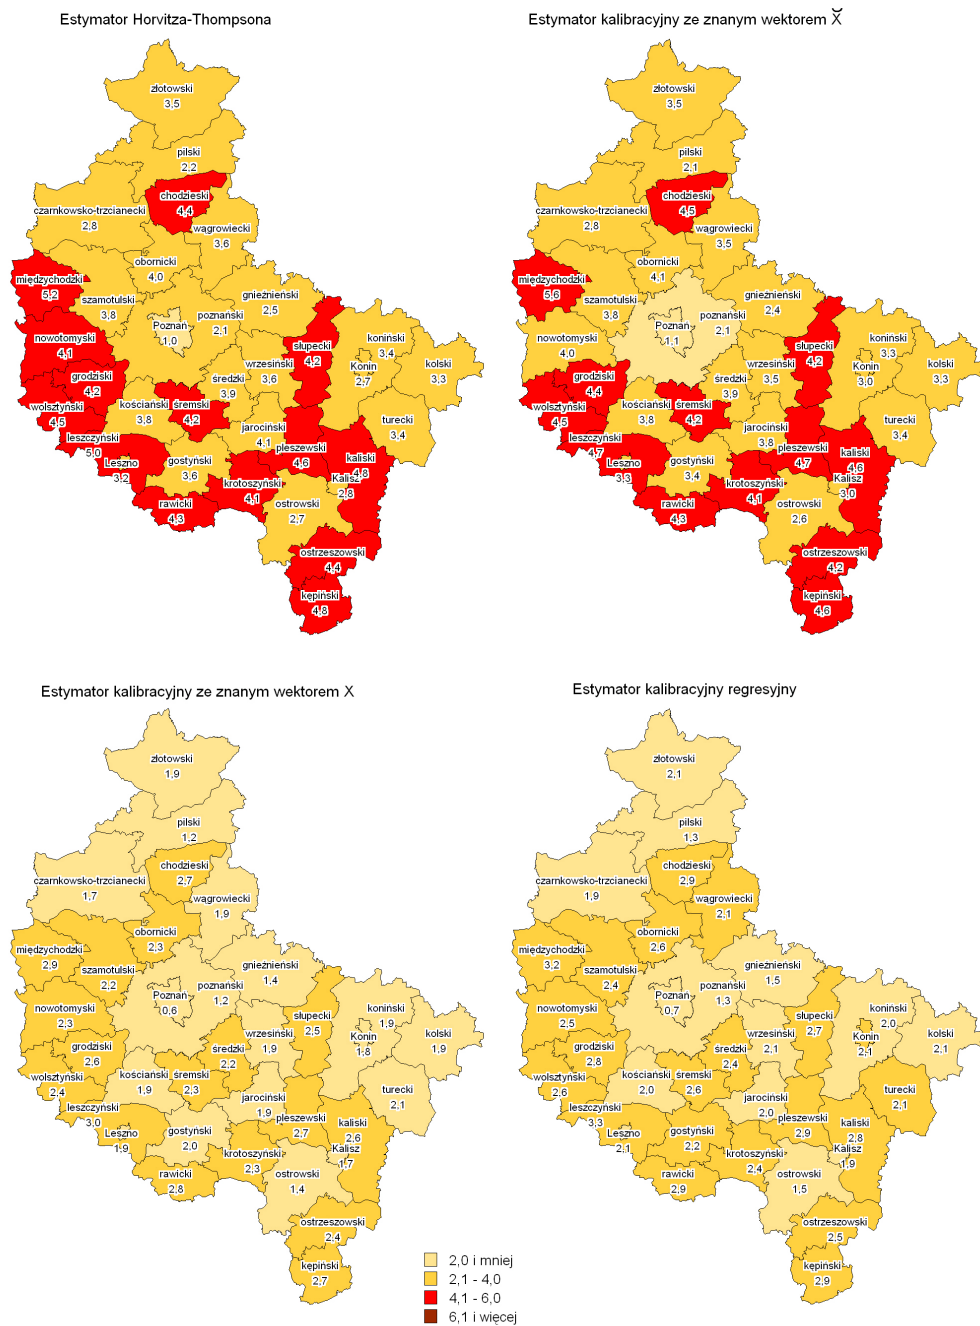 Estymator Horvitza-Thompsona
złotowski
3,5
pilski
2,2
chodzieski
4,4
czarnkowsko-trzcianecki
2,8
wągrowiecki
3,6
obornicki
4,0
międzychodzki
5,2
szamotulski
3,8
gnieźnieński
2,5
Poznań
1,0
poznański
2,1
nowotomyski
4,1
słupecki
4,2
koniński
3,4
Konin
2,7
kolski
3,3
wrzesiński
3,6
grodziski
4,2
średzki
3,9
wolsztyński
4,5
kościański
3,8
śremski
4,2
turecki
3,4
jarociński
4,1
leszczyński
5,0
pleszewski
4,6
Leszno
3,2
gostyński
3,6
kaliski
4,8
Kalisz
2,8
krotoszyński
4,1
rawicki
4,3
ostrowski
2,7
ostrzeszowski
4,4
kępiński
4,8
Estymator kalibracyjny ze znanym wektorem X̆
złotowski
3,5
pilski
2,1
chodzieski
4,5
czarnkowsko-trzcianecki
2,8
wągrowiecki
3,5
obornicki
4,1
międzychodzki
5,6
szamotulski
3,8
gnieźnieński
2,4
Poznań
1,1
poznański
2,1
nowotomyski
4,0
słupecki
4,2
koniński
3,3
Konin
3,0
kolski
3,3
wrzesiński
3,5
grodziski
4,4
średzki
3,9
wolsztyński
4,5
kościański
3,8
śremski
4,2
turecki
3,4
jarociński
3,8
leszczyński
4,7
pleszewski
4,7
Leszno
3,3
gostyński
3,4
kaliski
4,6
Kalisz
3,0
krotoszyński
4,1
rawicki
4,3
ostrowski
2,6
ostrzeszowski
4,2
kępiński
4,6
Estymator kalibracyjny ze znanym wektorem X
złotowski
1,9
pilski
1,2
chodzieski
2,7
czarnkowsko-trzcianecki
1,7
wągrowiecki
1,9
obornicki
2,3
międzychodzki
2,9
szamotulski
2,2
gnieźnieński
1,4
Poznań
0,6
poznański
1,2
nowotomyski
2,3
słupecki
2,5
koniński
1,9
Konin
1,8
kolski
1,9
wrzesiński
1,9
grodziski
2,6
średzki
2,2
wolsztyński
2,4
kościański
1,9
śremski
2,3
turecki
2,1
jarociński
1,9
leszczyński
3,0
pleszewski
2,7
Leszno
1,9
gostyński
2,0
kaliski
2,6
Kalisz
1,7
krotoszyński
2,3
rawicki
2,8
ostrowski
1,4
ostrzeszowski
2,4
kępiński
2,7
Estymator kalibracyjny regresyjny
złotowski
2,1
pilski
1,3
chodzieski
2,9
czarnkowsko-trzcianecki
1,9
wągrowiecki
2,1
obornicki
2,6
międzychodzki
3,2
szamotulski
2,4
gnieźnieński
1,5
Poznań
0,7
poznański
1,3
nowotomyski
2,5
słupecki
2,7
koniński
2,0
Konin
2,1
kolski
2,1
wrzesiński
2,1
grodziski
2,8
średzki
2,4
wolsztyński
2,6
kościański
2,0
śremski
2,6
turecki
2,1
jarociński
2,0
leszczyński
3,3
pleszewski
2,9
Leszno
2,1
gostyński
2,2
kaliski
2,8
Kalisz
1,9
krotoszyński
2,4
rawicki
2,9
ostrowski
1,5
ostrzeszowski
2,5
kępiński
2,9
2,0 i mniej
2,1 - 4,0
4,1 - 6,0
6,1 i więcej